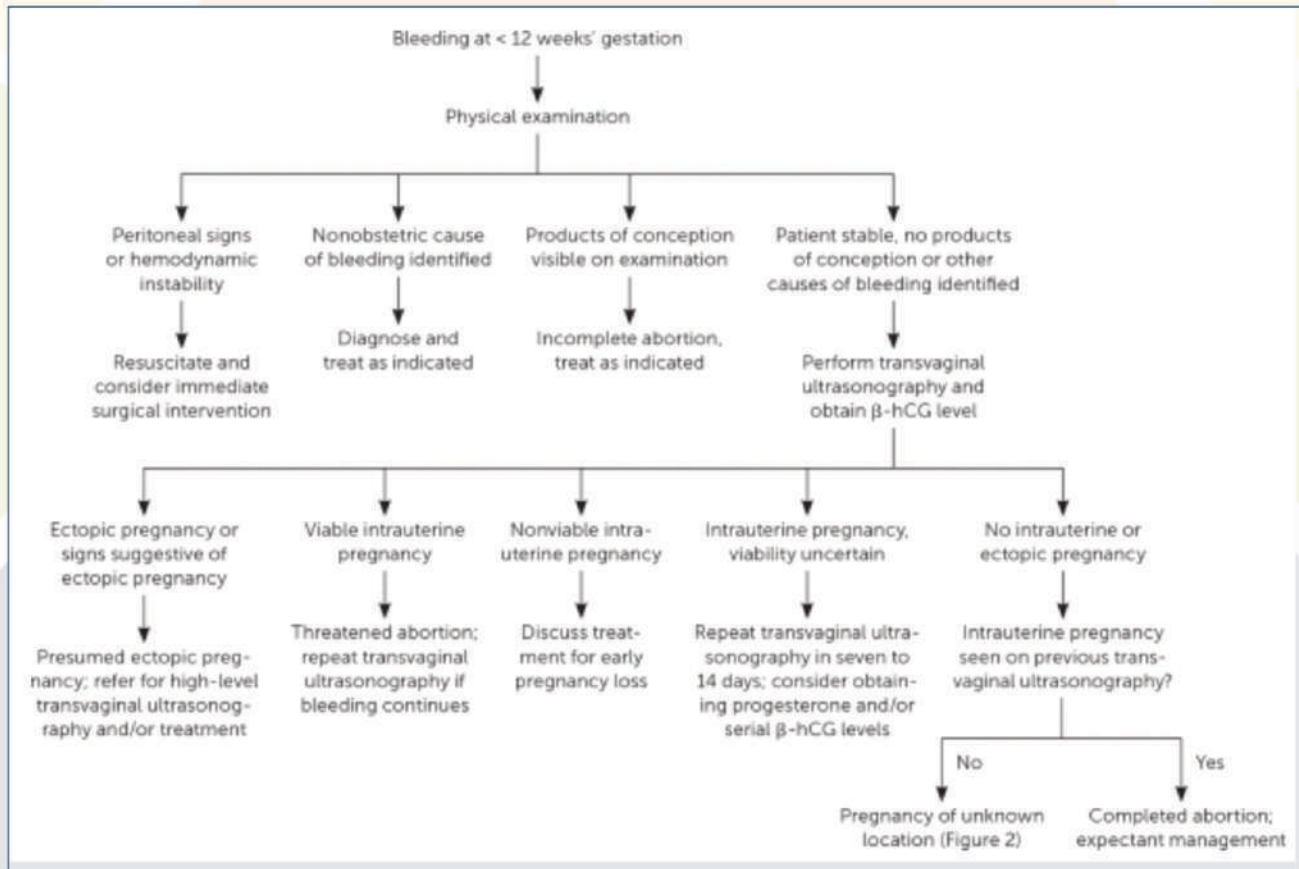 Bleeding at < 12 weeks' gestation
Physical examination
Peritoneal signs
or hemodynamic
instability
Nonobstetric cause
of bleeding identified
Products of conception
visible on examination
Patient stable, no products
of conception or other
causes of bleeding identified
Resuscitate and
consider immediate
surgical intervention
Diagnose and
treat as indicated
Incomplete abortion,
treat as indicated
Perform transvaginal
ultrasonography and
obtain β-hCG level
Ectopic pregnancy or
signs suggestive of
ectopic pregnancy
Viable intrauterine
pregnancy
Nonviable intra-
uterine pregnancy
Intrauterine pregnancy,
viability uncertain
No intrauterine or
ectopic pregnancy
Presumed ectopic preg-
nancy; refer for high-level
transvaginal ultrasonog-
raphy and/or treatment
Threatened abortion;
repeat transvaginal
ultrasonography if
bleeding continues
Discuss treat-
ment for early
pregnancy loss
Repeat transvaginal ultra-
sonography in seven to
14 days; consider obtain-
ing progesterone and/or
serial β-hCG levels
Intrauterine pregnancy
seen on previous trans-
vaginal ultrasonography?
No
Yes
Pregnancy of unknown
location (Figure 2)
Completed abortion;
expectant management